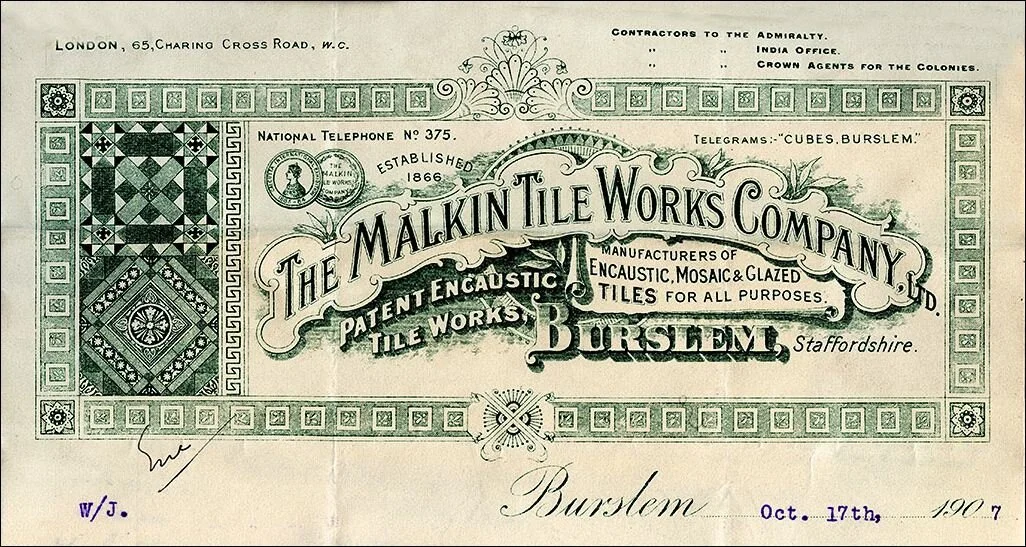 LONDON, 65, CHARING CROSS ROAD, W.C.
CONTRACTORS TO THE ADMIRALTY.
" " INDIA OFFICE.
" " CROWN AGENTS FOR THE COLONIES.
NATIONAL TELEPHONE No 375.
TELEGRAMS:-"CUBES, BURSLEM."
ESTABLISHED
1866
THE
MALKIN
TILE WORKS
COMPANY
THE MALKIN TILE WORKS COMPANY, LTD.
MANUFACTURERS OF
ENCAUSTIC, MOSAIC & GLAZED
TILES FOR ALL PURPOSES.
PATENT ENCAUSTIC
TILE WORKS,
BURSLEM, Staffordshire.
W/J.
Burslem Oct. 17th, 1907